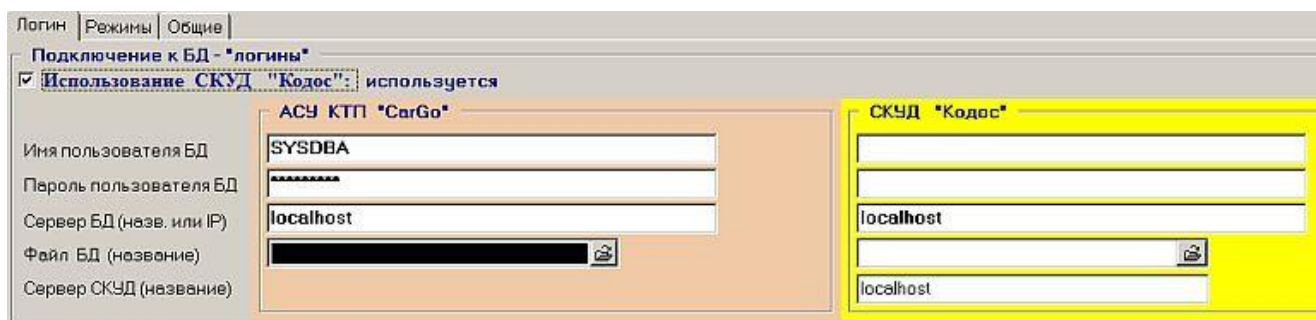 Логин Режимы Общие
Подключение к БД - "логины"
Использование СКУД "Кодос": используется
АСУ КТП "CarGo" СКУД "Кодос"
Имя пользователя БД SYSDBA
Пароль пользователя БД *********
Сервер БД (назв. или IP) localhost localhost
Файл БД (название)
Сервер СКУД (название) localhost